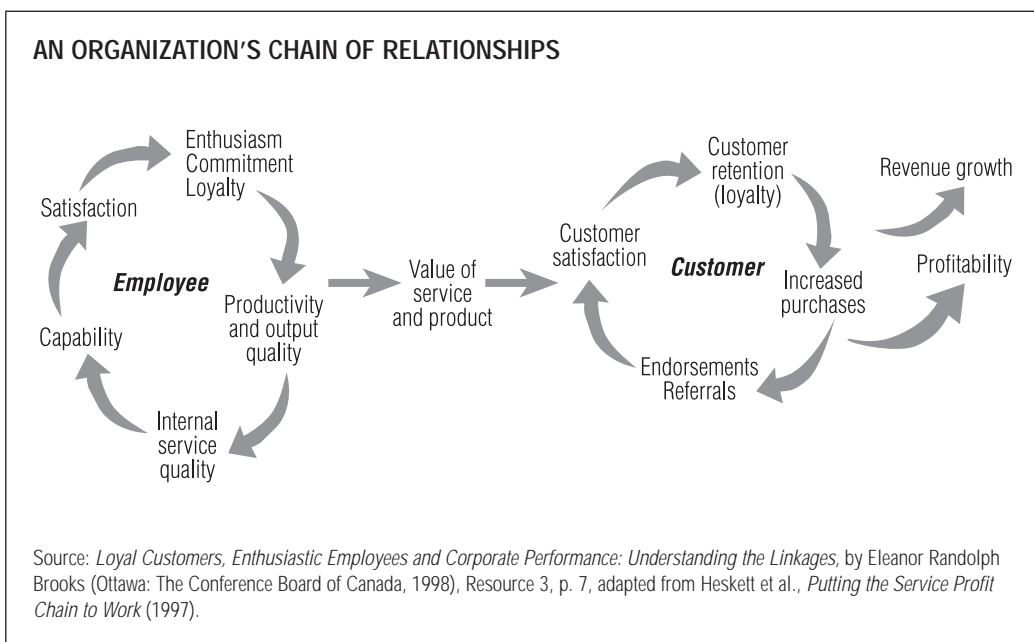 AN ORGANIZATION'S CHAIN OF RELATIONSHIPS
Enthusiasm
Commitment
Loyalty
Satisfaction
Employee
Capability
Productivity
and output
quality
Internal
service
quality
Value of
service
and product
Customer
retention
(loyalty)
Customer
satisfaction
Customer
Increased
purchases
Endorsements
Referrals
Revenue growth
Profitability
Source: Loyal Customers, Enthusiastic Employees and Corporate Performance: Understanding the Linkages, by Eleanor Randolph
Brooks (Ottawa: The Conference Board of Canada, 1998), Resource 3, p. 7, adapted from Heskett et al., Putting the Service Profit
Chain to Work (1997).